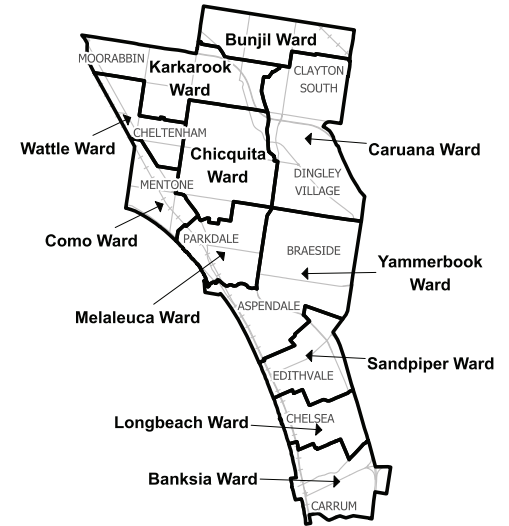 Bunjil Ward
MOORABBIN
Karkarook
Ward
CLAYTON
SOUTH
Wattle Ward
CHELTENHAM
Chicquita
Ward
Caruana Ward
DINGLEY
VILLAGE
MENTONE
Como Ward
PARKDALE
BRAESIDE
Yammerbook
Ward
Melaleuca Ward
ASPENDALE
Sandpiper Ward
EDITHVALE
Longbeach Ward
CHELSEA
Banksia Ward
CARRUM